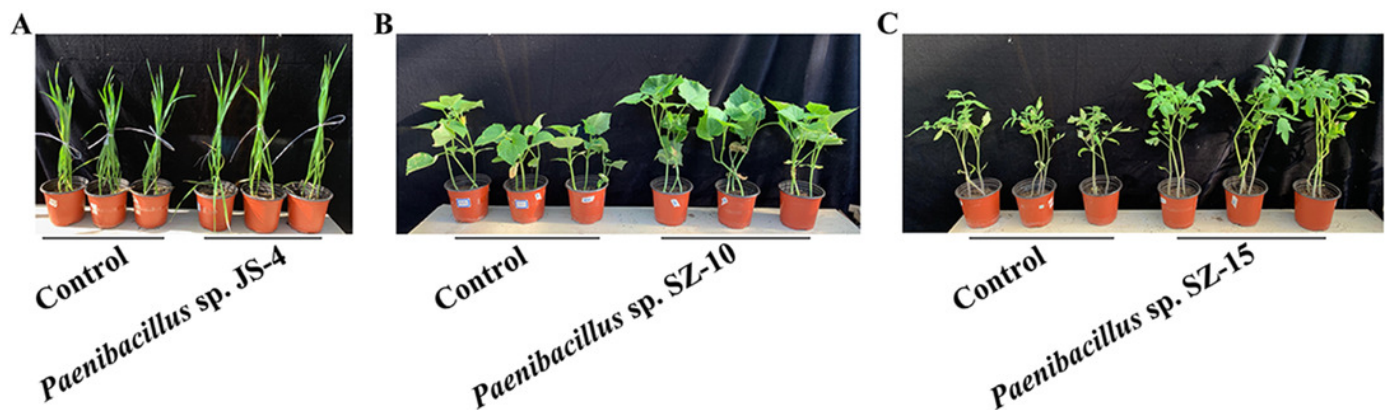 A
B
C
Control
Paenibacillus sp. JS-4
Control
Paenibacillus sp. SZ-10
Control
Paenibacillus sp. SZ-15